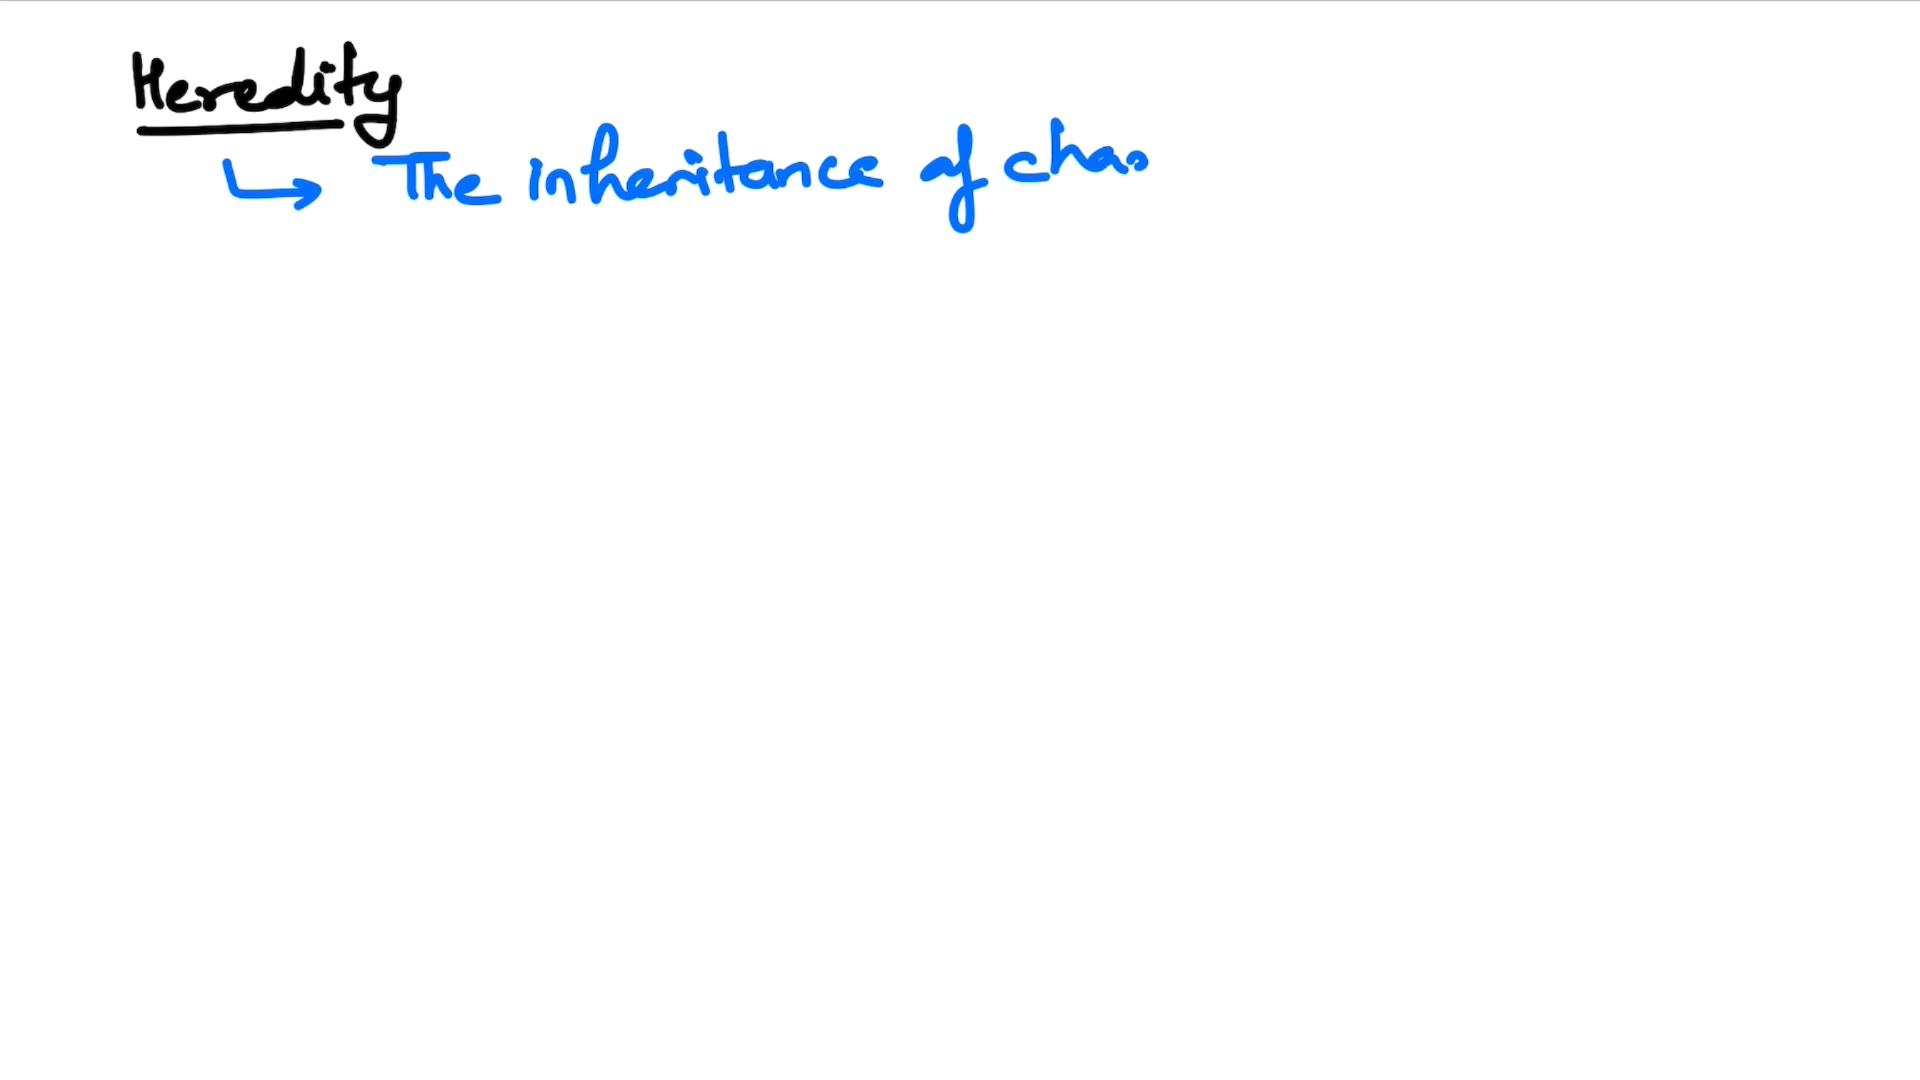 Heredity
↳ The inheritance of cha